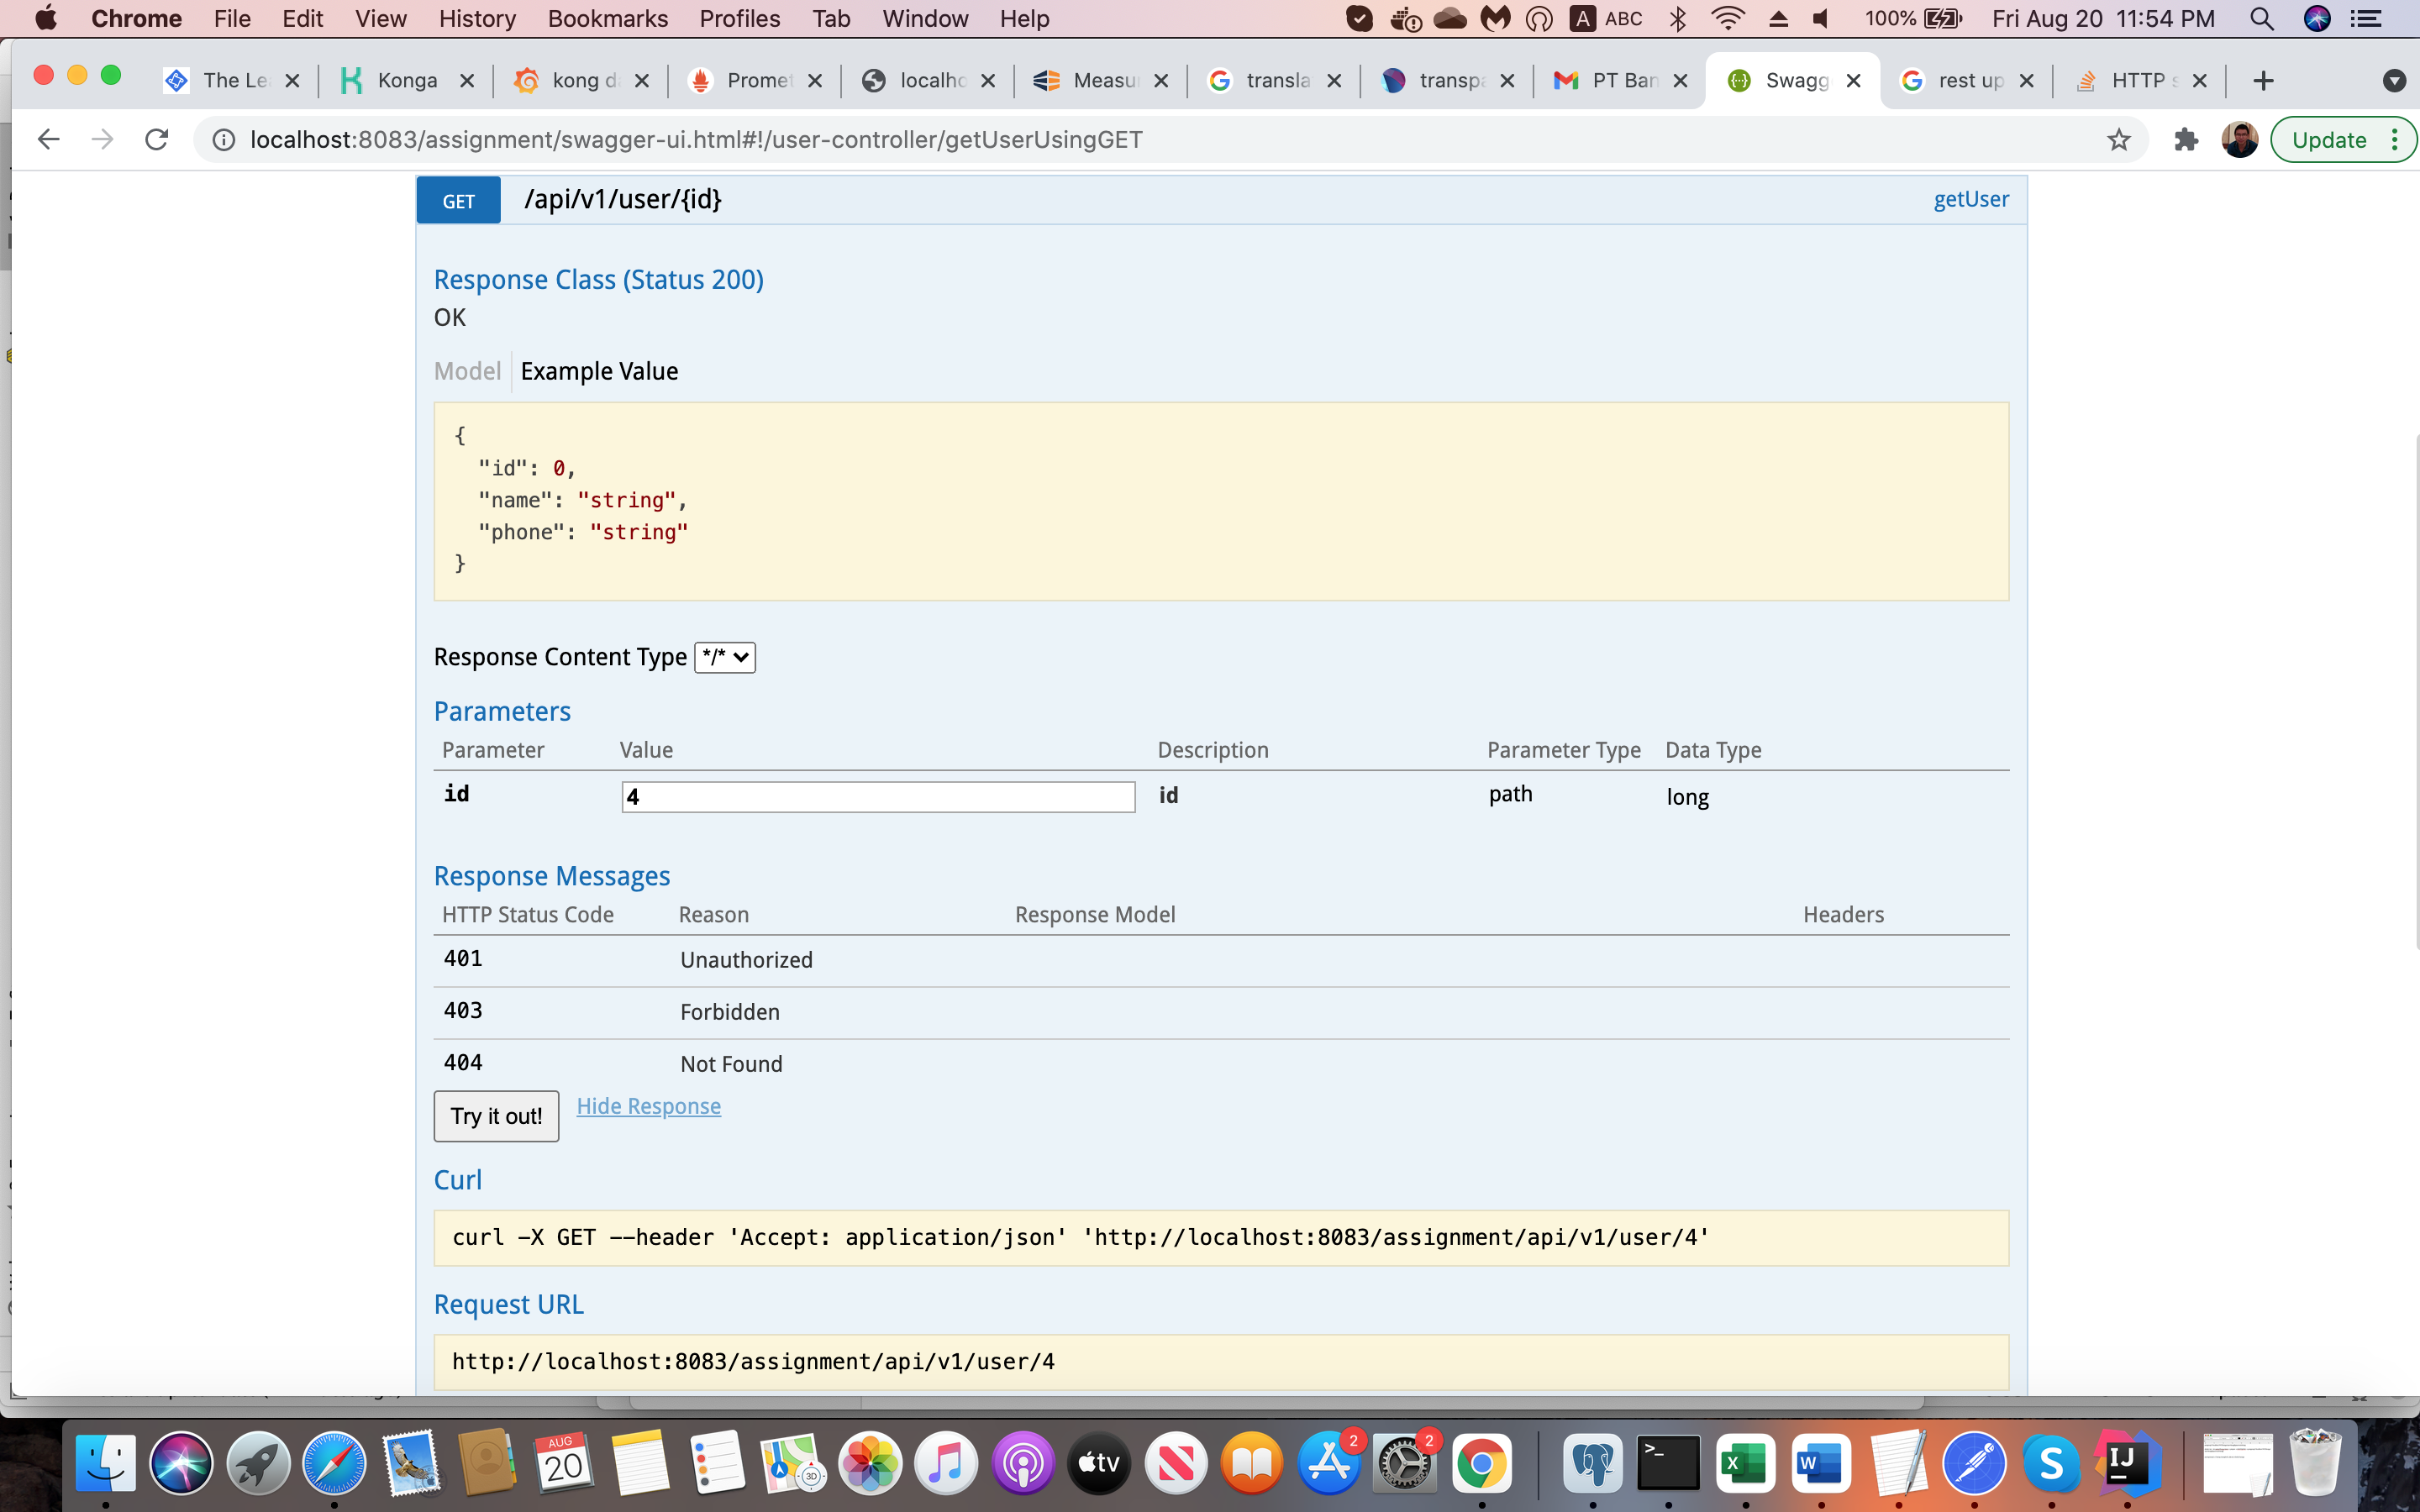 Chrome File Edit View History Bookmarks Profiles Tab Window Help A ABC 100% Fri Aug 20 11:54 PM
The Le Konga kong d Promet localho Measu transla transpa PT Ban Swagg rest up HTTP s
localhost:8083/assignment/swagger-ui.html#!/user-controller/getUserUsingGET Update
GET /api/v1/user/{id} getUser
Response Class (Status 200)
OK
Model Example Value
{
"id": 0,
"name": "string",
"phone": "string"
}
Response Content Type */*
Parameters
Parameter Value Description Parameter Type Data Type
id 4 id path long
Response Messages
HTTP Status Code Reason Response Model Headers
401 Unauthorized
403 Forbidden
404 Not Found
Try it out! Hide Response
Curl
curl -X GET --header 'Accept: application/json' 'http://localhost:8083/assignment/api/v1/user/4'
Request URL
http://localhost:8083/assignment/api/v1/user/4
AUG
20
3D
tv
2
2
>_
X
W
S
IJ